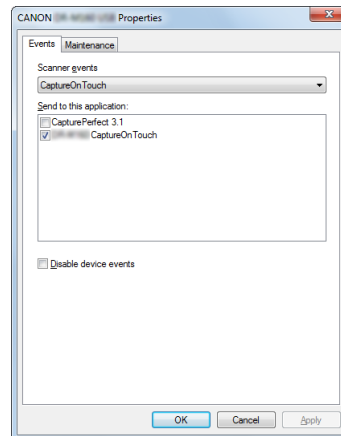 CANON USB Properties
Events Maintenance
Scanner events
CaptureOnTouch
Send to this application:
CapturePerfect 3.1
CaptureOnTouch
Disable device events
OK Cancel Apply